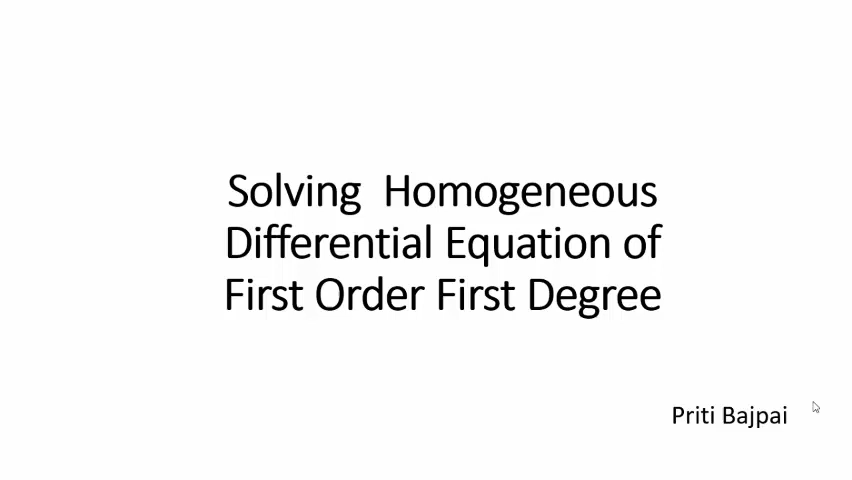 Solving Homogeneous
Differential Equation of
First Order First Degree
Priti Bajpai